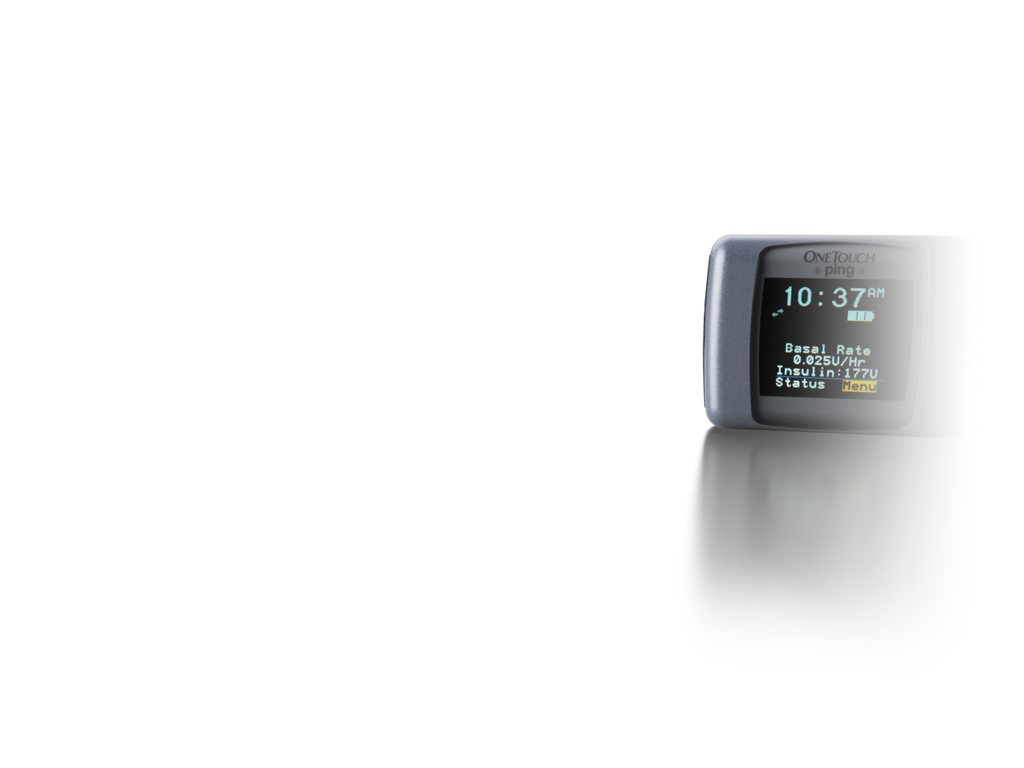 ONETOUCH
ping
10:37AM
Basal Rate
0.025U/Hr
Insulin:177U
Status Menu